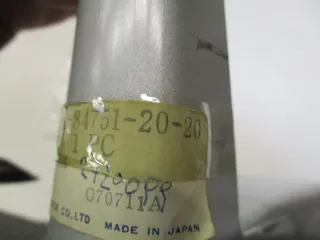 -84751-20-20
1 PC
070711A
CO,LTD MADE IN JAPAN